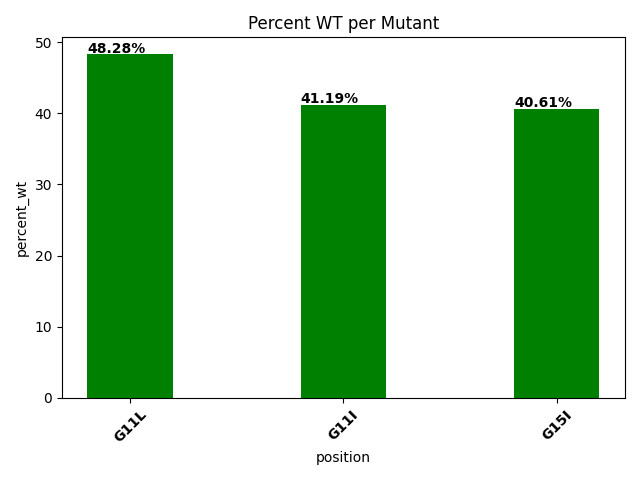 Percent WT per Mutant
50
40
30
20
10
0
percent_wt
48.28%
41.19%
40.61%
G11L
G11I
G15I
position